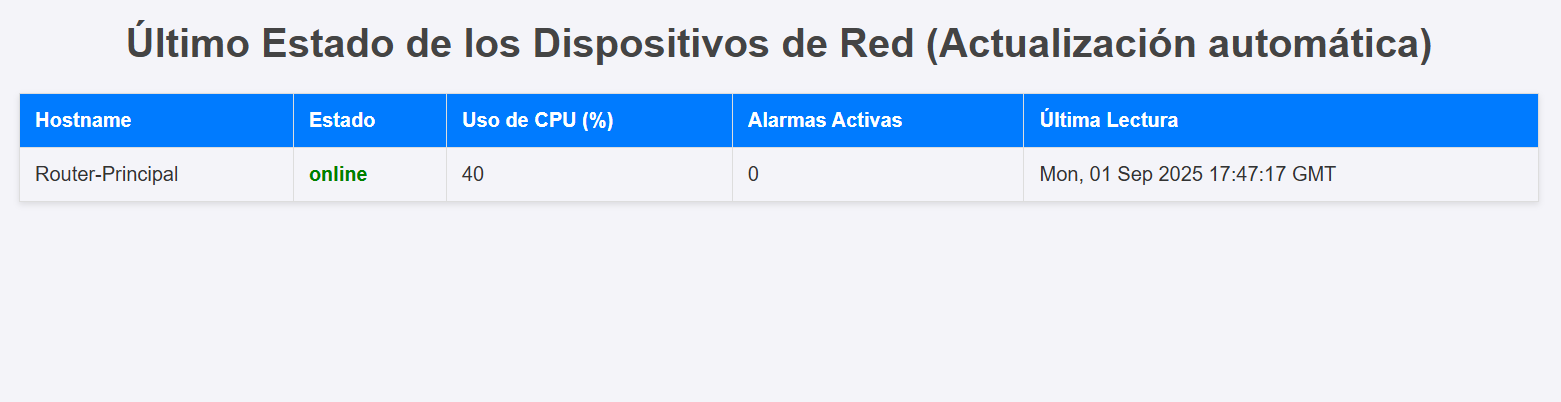 Último Estado de los Dispositivos de Red (Actualización automática)
Hostname Estado Uso de CPU (%) Alarmas Activas Última Lectura
Router-Principal online 40 0 Mon, 01 Sep 2025 17:47:17 GMT